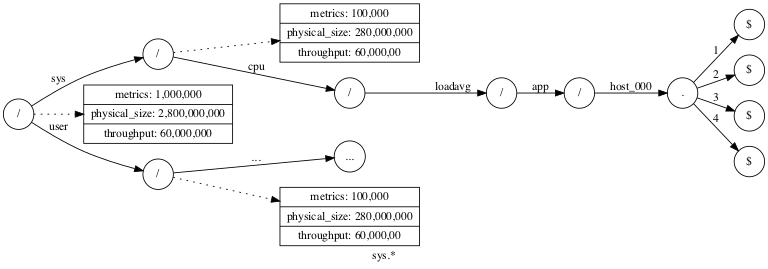 metrics: 100,000
physical_size: 280,000,000
throughput: 60,000,00
/
sys
cpu
/
metrics: 1,000,000
physical_size: 2,800,000,000
throughput: 60,000,000
/
user
/
loadavg
/
app
/
host_000
.
1
2
3
4
$
$
$
$
...
...
metrics: 100,000
physical_size: 280,000,000
throughput: 60,000,00
sys.*